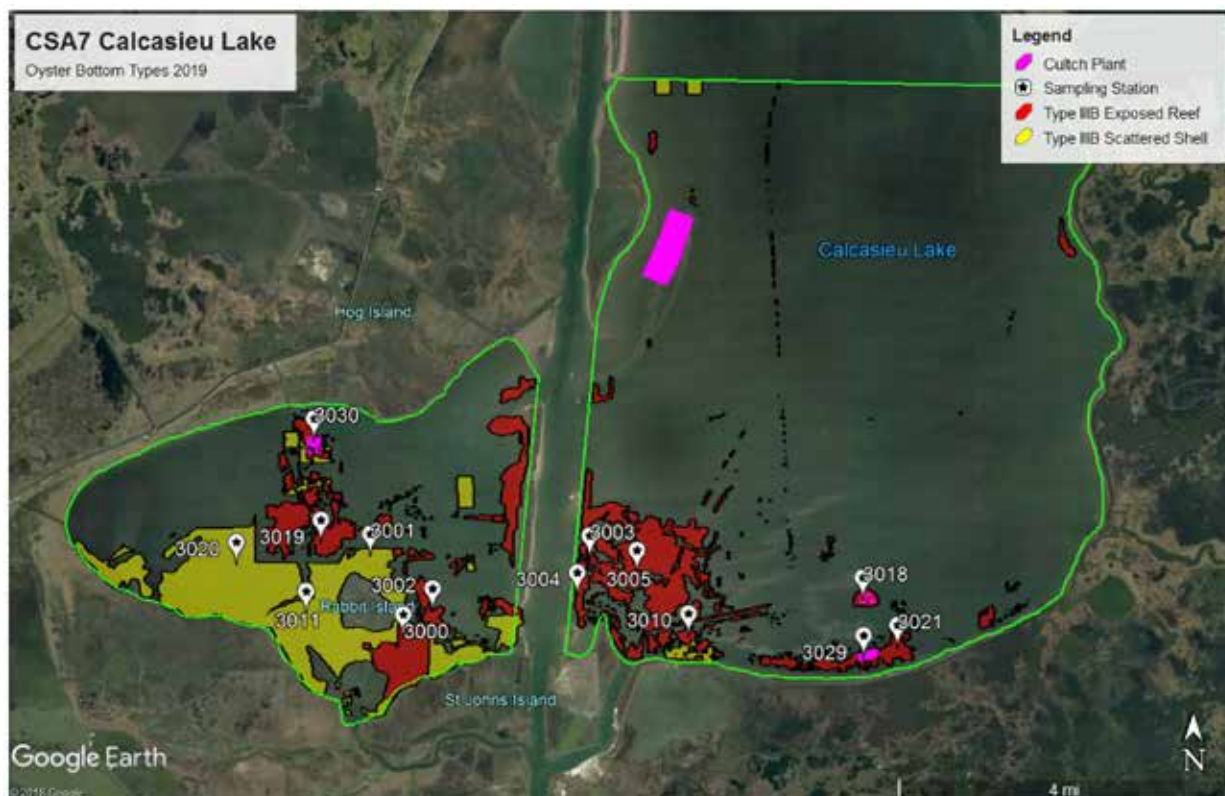 CSA7 Calcasieu Lake
Oyster Bottom Types 2019
Legend
Cultch Plant
Sampling Station
Type IIIB Exposed Reef
Type IIIB Scattered Shell
Calcasieu Lake
Hog Island
3030
3019
3001
3020
3003
3002
3004
3005
3018
3011
Rabbit Island
3000
3010
3021
3029
St Johns Island
Google Earth
N
© 2018 Google
4 mi